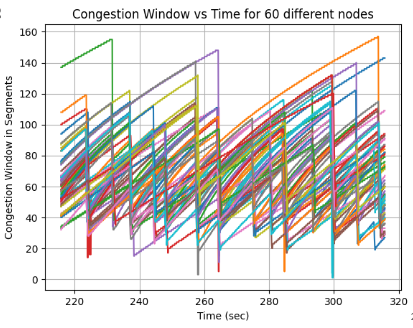 Congestion Window vs Time for 60 different nodes
Congestion Window in Segments
160
140
120
100
80
60
40
20
0
220 240 260 280 300 320
Time (sec)